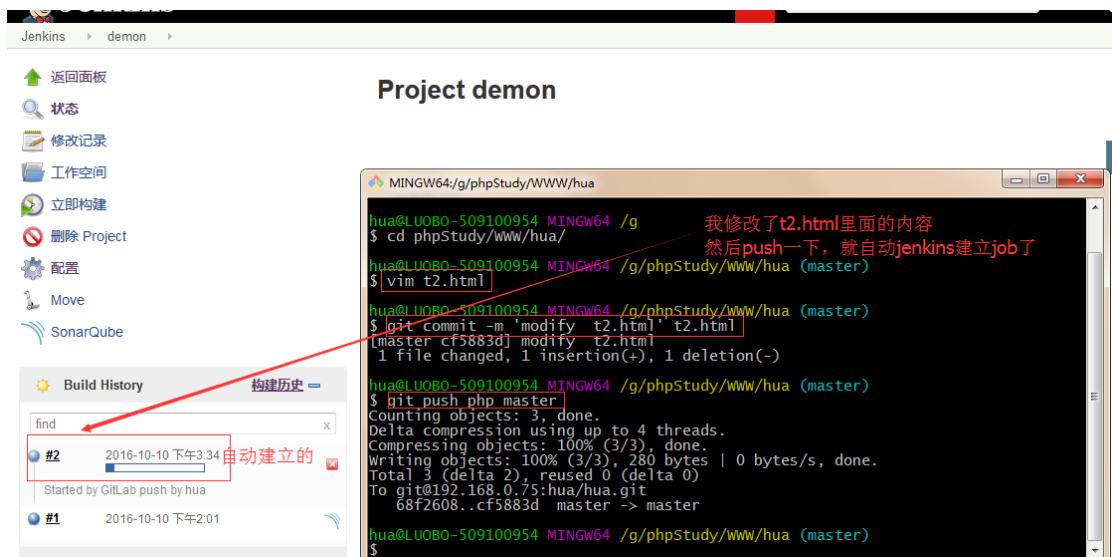 Jenkins
demon
返回面板
状态
修改记录
工作空间
立即构建
删除 Project
配置
Move
SonarQube
Build History
构建历史
find
x
#2
2016-10-10 下午3:34
自动建立的
Started by GitLab push by hua
#1
2016-10-10 下午2:01
Project demon
MINGW64:/g/phpStudy/WWW/hua
hua@LUOBO-509100954 MINGW64 /g
$ cd phpStudy/WWW/hua/
我修改了t2.html里面的内容
然后push一下，就自动jenkins建立job了
hua@LUOBO-509100954 MINGW64 /g/phpStudy/WWW/hua (master)
$ vim t2.html
hua@LUOBO-509100954 MINGW64 /g/phpStudy/WWW/hua (master)
$ git commit -m 'modify  t2.html' t2.html
[master cf5883d] modify  t2.html
1 file changed, 1 insertion(+), 1 deletion(-)
hua@LUOBO-509100954 MINGW64 /g/phpStudy/WWW/hua (master)
$ git push php master
Counting objects: 3, done.
Delta compression using up to 4 threads.
Compressing objects: 100% (3/3), done.
Writing objects: 100% (3/3), 280 bytes | 0 bytes/s, done.
Total 3 (delta 2), reused 0 (delta 0)
To git@192.168.0.75:hua/hua.git
68f2608..cf5883d  master -> master
hua@LUOBO-509100954 MINGW64 /g/phpStudy/WWW/hua (master)
$